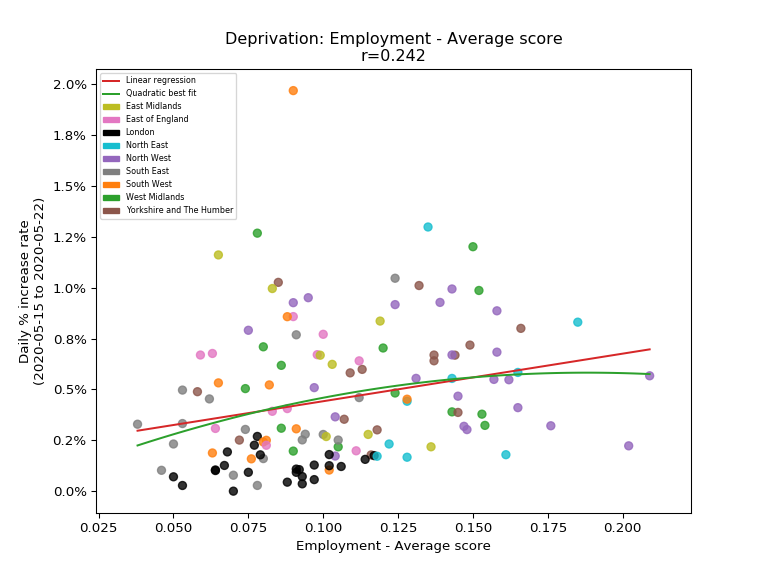 Deprivation: Employment - Average score
r=0.242
Linear regression
Quadratic best fit
East Midlands
East of England
London
North East
North West
South East
South West
West Midlands
Yorkshire and The Humber
2.0%
1.8%
1.5%
1.2%
1.0%
0.8%
0.5%
0.2%
0.0%
Daily % increase rate
(2020-05-15 to 2020-05-22)
0.025
0.050
0.075
0.100
0.125
0.150
0.175
0.200
Employment - Average score